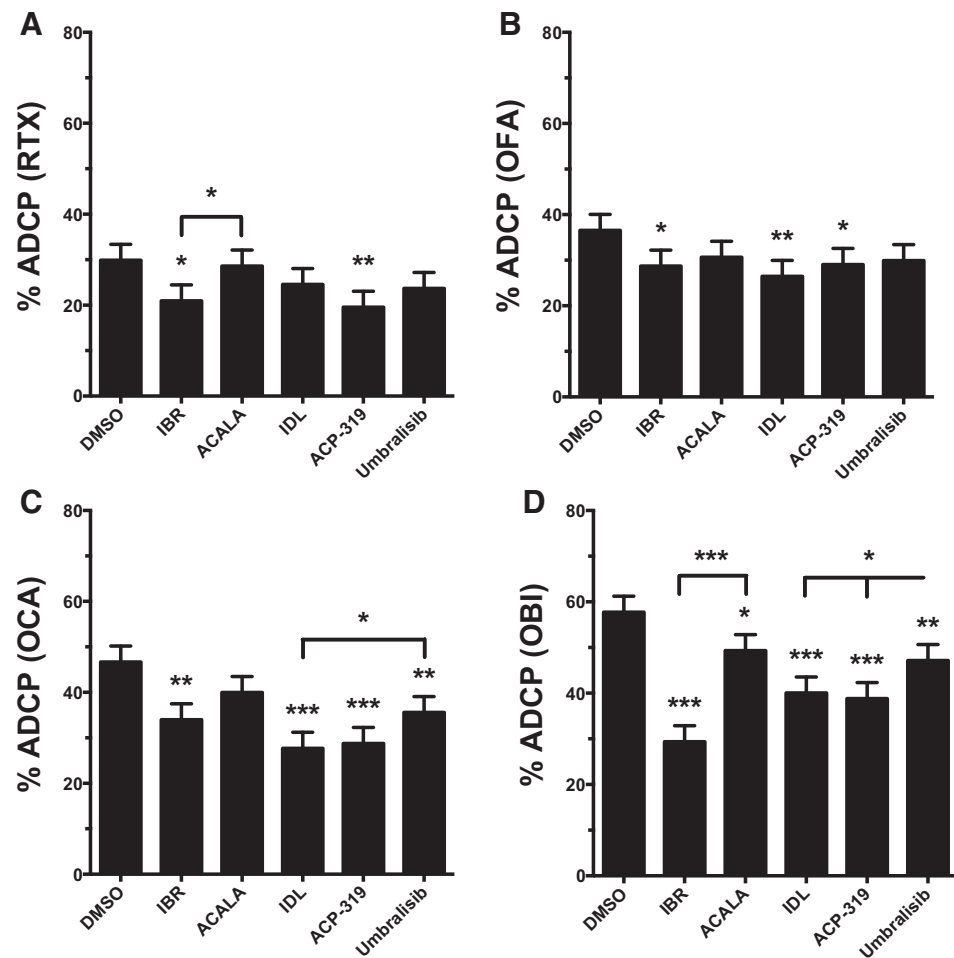 A
% ADCP (RTX)
80
60
40
20
0
*
*
**
DMSO
IBR
ACALA
IDL
ACP-319
Umbralisib
B
% ADCP (OFA)
80
60
40
20
0
*
**
*
DMSO
IBR
ACALA
IDL
ACP-319
Umbralisib
C
% ADCP (OCA)
80
60
40
20
0
*
**
***
***
**
DMSO
IBR
ACALA
IDL
ACP-319
Umbralisib
D
% ADCP (OBI)
80
60
40
20
0
***
*
***
*
***
***
**
DMSO
IBR
ACALA
IDL
ACP-319
Umbralisib